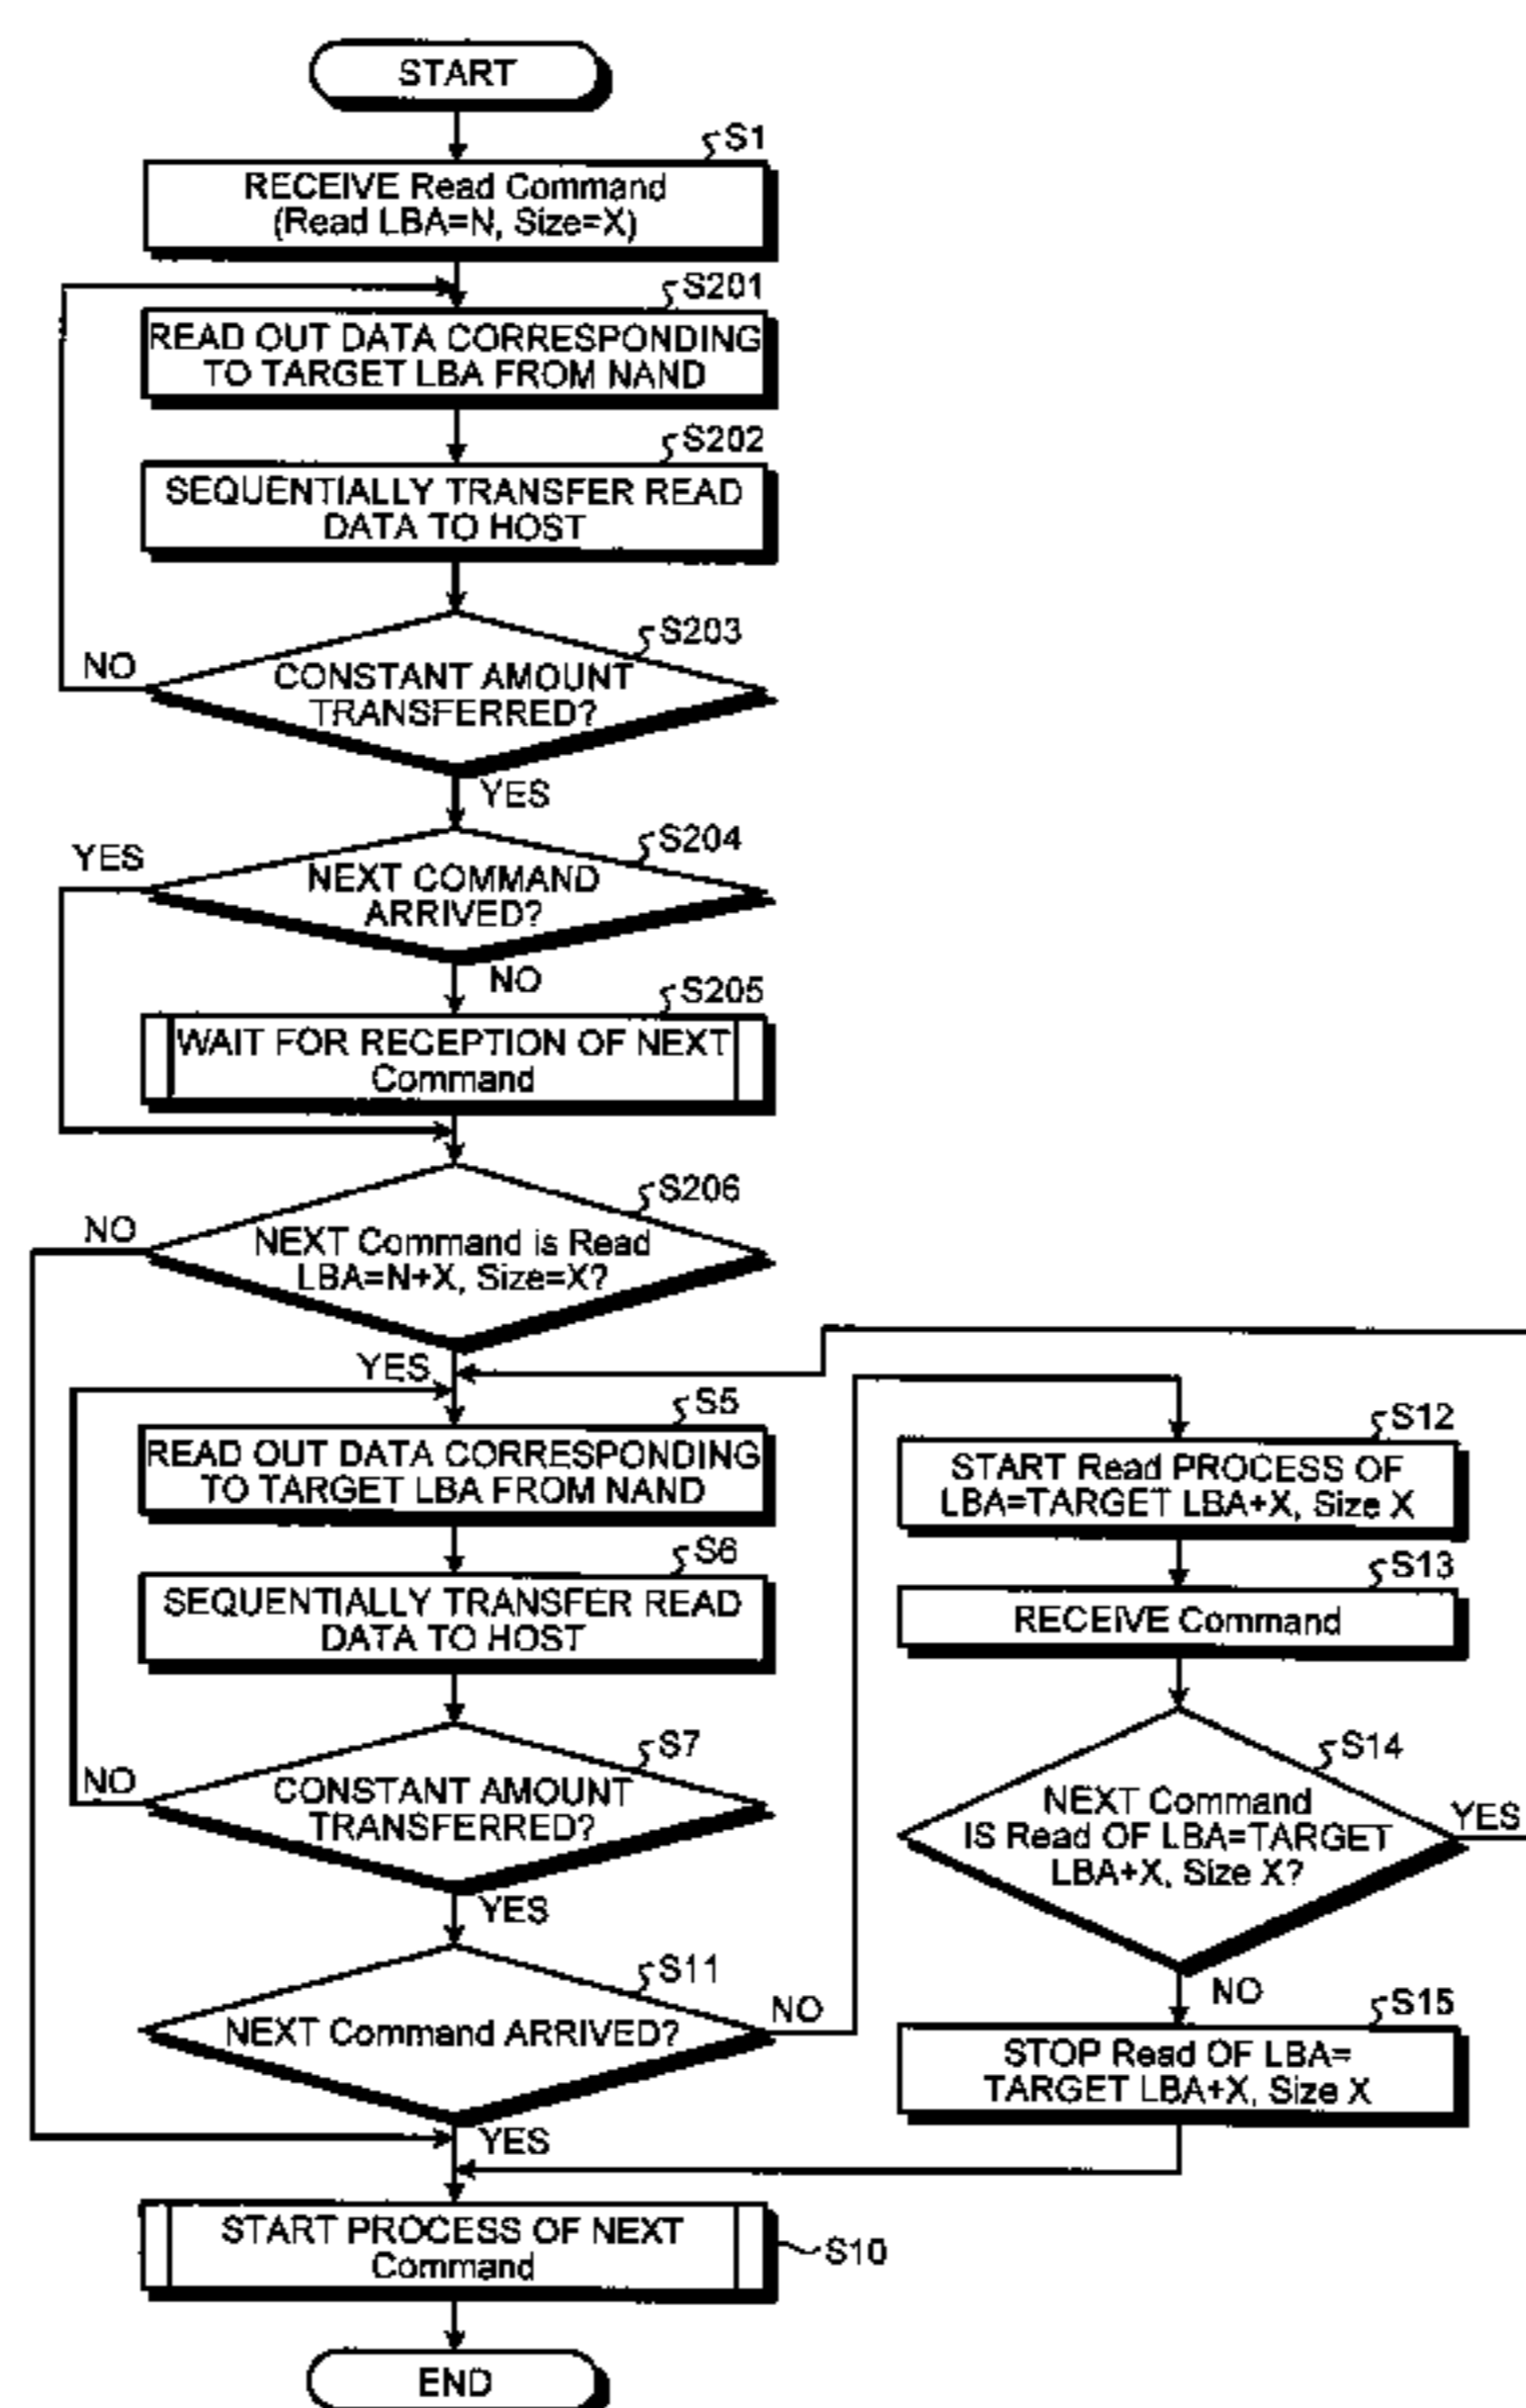 START
S1
RECEIVE Read Command
(Read LBA=N, Size=X)
S201
READ OUT DATA CORRESPONDING
TO TARGET LBA FROM NAND
S202
SEQUENTIALLY TRANSFER READ
DATA TO HOST
S203
NO
CONSTANT AMOUNT
TRANSFERRED?
YES
S204
YES
NEXT COMMAND
ARRIVED?
NO
S205
WAIT FOR RECEPTION OF NEXT
Command
S206
NO
NEXT Command is Read
LBA=N+X, Size=X?
YES
S5
READ OUT DATA CORRESPONDING
TO TARGET LBA FROM NAND
S6
SEQUENTIALLY TRANSFER READ
DATA TO HOST
S7
NO
CONSTANT AMOUNT
TRANSFERRED?
YES
S11
NEXT Command ARRIVED?
NO
YES
S12
START Read PROCESS OF
LBA=TARGET LBA+X, Size X
S13
RECEIVE Command
S14
NEXT Command
IS Read OF LBA=TARGET
LBA+X, Size X?
YES
NO
S15
STOP Read OF LBA=
TARGET LBA+X, Size X
START PROCESS OF NEXT
Command
S10
END